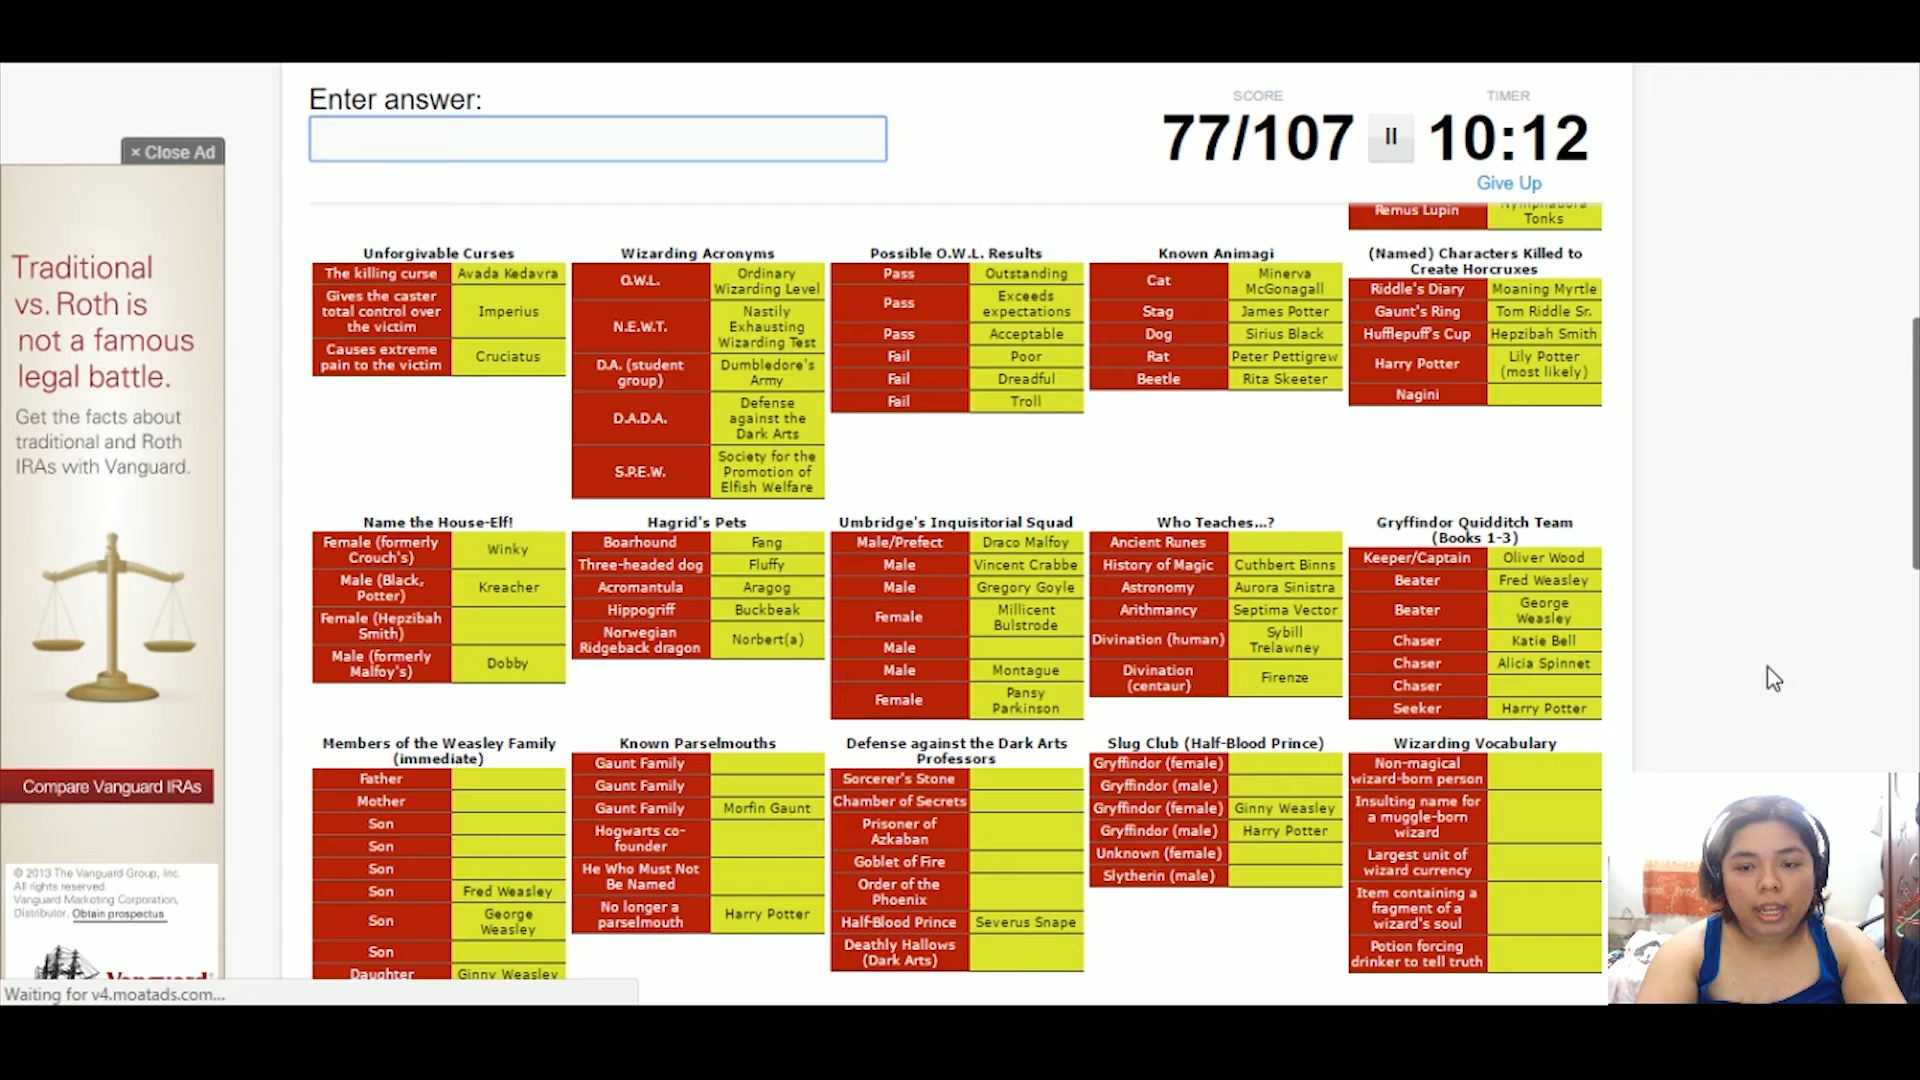 Enter answer:
SCORE
TIMER
77/107
10:12
Give Up
× Close Ad
Traditional
vs. Roth is
not a famous
legal battle.
Get the facts about
traditional and Roth
IRAs with Vanguard.
Compare Vanguard IRAs
© 2013 The Vanguard Group, Inc.
All rights reserved.
Vanguard Marketing Corporation,
Distributor. Obtain prospectus
Vanguard
Waiting for v4.moatads.com...
Remus Lupin
Nymphadora
Tonks
Unforgivable Curses
The killing curse
Avada Kedavra
Gives the caster
total control over
the victim
Imperius
Causes extreme
pain to the victim
Cruciatus
Wizarding Acronyms
O.W.L.
Ordinary
Wizarding Level
N.E.W.T.
Nastily
Exhausting
Wizarding Test
D.A. (student
group)
Dumbledore's
Army
D.A.D.A.
Defense
against the
Dark Arts
S.P.E.W.
Society for the
Promotion of
Elfish Welfare
Possible O.W.L. Results
Pass
Outstanding
Pass
Exceeds
expectations
Pass
Acceptable
Fail
Poor
Fail
Dreadful
Fail
Troll
Known Animagi
Cat
Minerva
McGonagall
Stag
James Potter
Dog
Sirius Black
Rat
Peter Pettigrew
Beetle
Rita Skeeter
(Named) Characters Killed to
Create Horcruxes
Riddle's Diary
Moaning Myrtle
Gaunt's Ring
Tom Riddle Sr.
Hufflepuff's Cup
Hepzibah Smith
Harry Potter
Lily Potter
(most likely)
Nagini
Name the House-Elf!
Female (formerly
Crouch's)
Winky
Male (Black,
Potter)
Kreacher
Female (Hepzibah
Smith)
Male (formerly
Malfoy's)
Dobby
Hagrid's Pets
Boarhound
Fang
Three-headed dog
Fluffy
Acromantula
Aragog
Hippogriff
Buckbeak
Norwegian
Ridgeback dragon
Norbert(a)
Umbridge's Inquisitorial Squad
Male/Prefect
Draco Malfoy
Male
Vincent Crabbe
Male
Gregory Goyle
Female
Millicent
Bulstrode
Male
Male
Montague
Female
Pansy
Parkinson
Who Teaches...?
Ancient Runes
History of Magic
Cuthbert Binns
Astronomy
Aurora Sinistra
Arithmancy
Septima Vector
Divination (human)
Sybill
Trelawney
Divination
(centaur)
Firenze
Gryffindor Quidditch Team
(Books 1-3)
Keeper/Captain
Oliver Wood
Beater
Fred Weasley
Beater
George
Weasley
Chaser
Katie Bell
Chaser
Alicia Spinnet
Chaser
Seeker
Harry Potter
Members of the Weasley Family
(immediate)
Father
Mother
Son
Son
Son
Son
Fred Weasley
Son
George
Weasley
Son
Daughter
Ginny Weasley
Known Parselmouths
Gaunt Family
Gaunt Family
Gaunt Family
Morfin Gaunt
Hogwarts co-
founder
He Who Must Not
Be Named
No longer a
parselmouth
Harry Potter
Defense against the Dark Arts
Professors
Sorcerer's Stone
Chamber of Secrets
Prisoner of
Azkaban
Goblet of Fire
Order of the
Phoenix
Half-Blood Prince
Severus Snape
Deathly Hallows
(Dark Arts)
Slug Club (Half-Blood Prince)
Gryffindor (female)
Gryffindor (male)
Gryffindor (female)
Ginny Weasley
Gryffindor (male)
Harry Potter
Unknown (female)
Slytherin (male)
Wizarding Vocabulary
Non-magical
wizard-born person
Insulting name for
a muggle-born
wizard
Largest unit of
wizard currency
Item containing a
fragment of a
wizard's soul
Potion forcing
drinker to tell truth